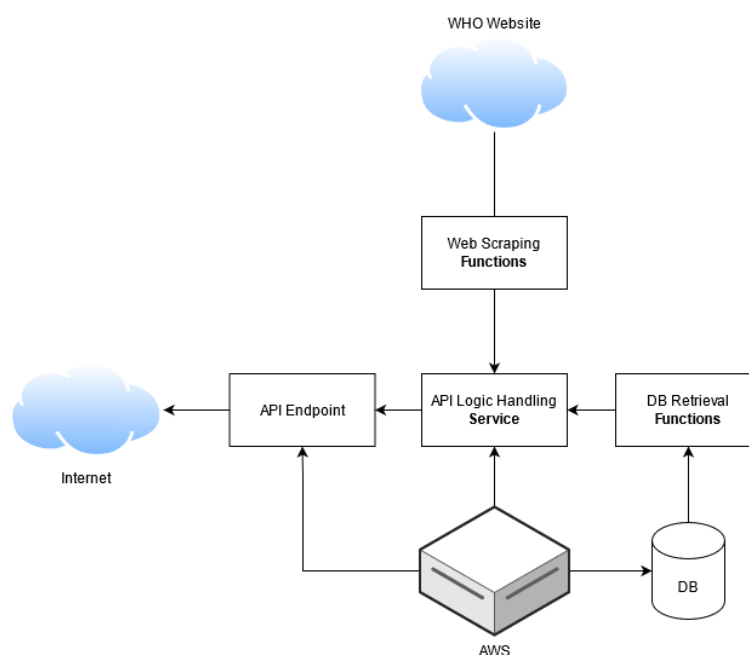 WHO Website
Web Scraping
Functions
API Endpoint
API Logic Handling
Service
DB Retrieval
Functions
Internet
DB
AWS